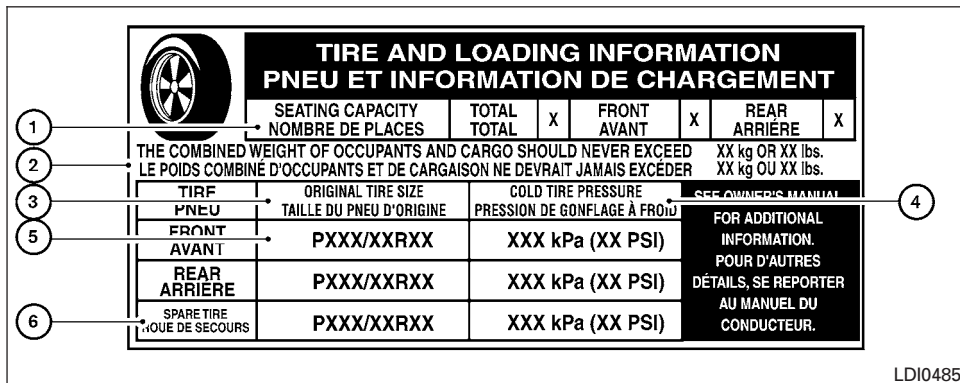 TIRE AND LOADING INFORMATION
PNEU ET INFORMATION DE CHARGEMENT
1
SEATING CAPACITY
NOMBRE DE PLACES
TOTAL
TOTAL
X
FRONT
AVANT
X
REAR
ARRIÉRE
X
2
THE COMBINED WEIGHT OF OCCUPANTS AND CARGO SHOULD NEVER EXCEED XX kg OR XX lbs.
LE POIDS COMBINÉ D'OCCUPANTS ET DE CARGAISON NE DEVRAIT JAMAIS EXCÉDER XX kg OU XX lbs.
3
TIRE
PNEU
ORIGINAL TIRE SIZE
TAILLE DU PNEU D'ORIGINE
COLD TIRE PRESSURE
PRESSION DE GONFLAGE À FROID
4
5
FRONT
AVANT
PXXX/XXRXX
XXX kPa (XX PSI)
REAR
ARRIÈRE
PXXX/XXRXX
XXX kPa (XX PSI)
6
SPARE TIRE
ROUE DE SECOURS
PXXX/XXRXX
XXX kPa (XX PSI)
SEE OWNER'S MANUAL
FOR ADDITIONAL
INFORMATION.
POUR D'AUTRES
DÉTAILS, SE REPORTER
AU MANUEL DU
CONDUCTEUR.
LDI0485